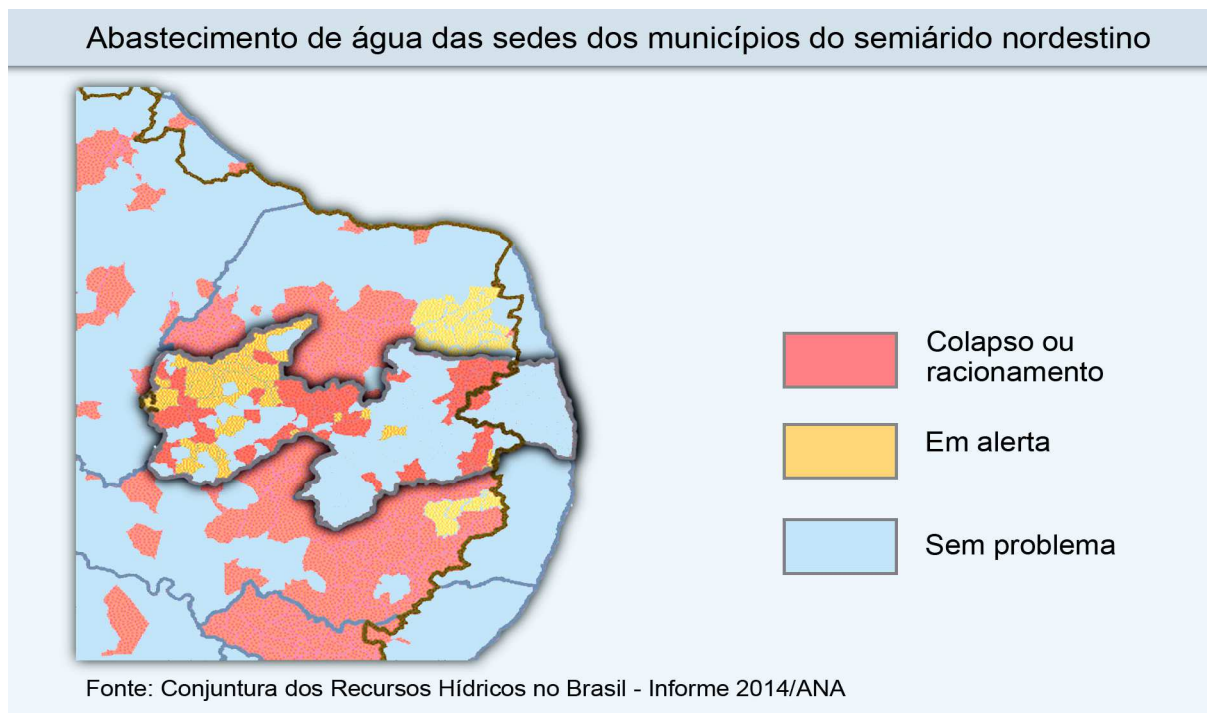 Abastecimento de água das sedes dos municípios do semiárido nordestino
Colapso ou
racionamento
Em alerta
Sem problema
Fonte: Conjuntura dos Recursos Hídricos no Brasil - Informe 2014/ANA